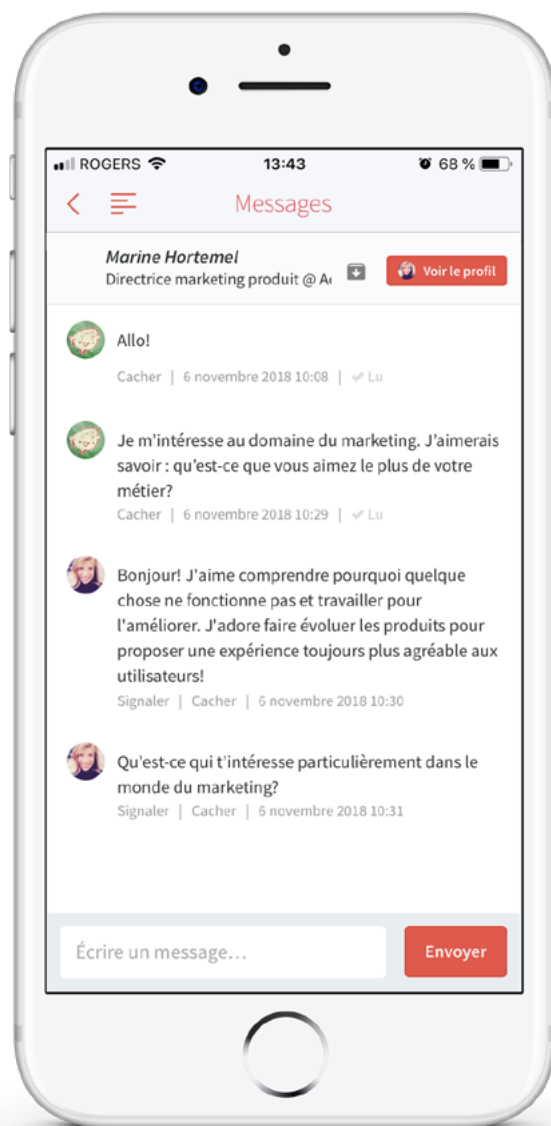 ROGERS 13:43 68 %
Messages
Marine Hortemel
Directrice marketing produit @ A
Voir le profil
Allo!
Cacher | 6 novembre 2018 10:08 | Lu
Je m'intéresse au domaine du marketing. J'aimerais
savoir : qu'est-ce que vous aimez le plus de votre
métier?
Cacher | 6 novembre 2018 10:29 | Lu
Bonjour! J'aime comprendre pourquoi quelque
chose ne fonctionne pas et travailler pour
l'améliorer. J'adore faire évoluer les produits pour
proposer une expérience toujours plus agréable aux
utilisateurs!
Signaler | Cacher | 6 novembre 2018 10:30
Qu'est-ce qui t'intéresse particulièrement dans le
monde du marketing?
Signaler | Cacher | 6 novembre 2018 10:31
Écrire un message...
Envoyer